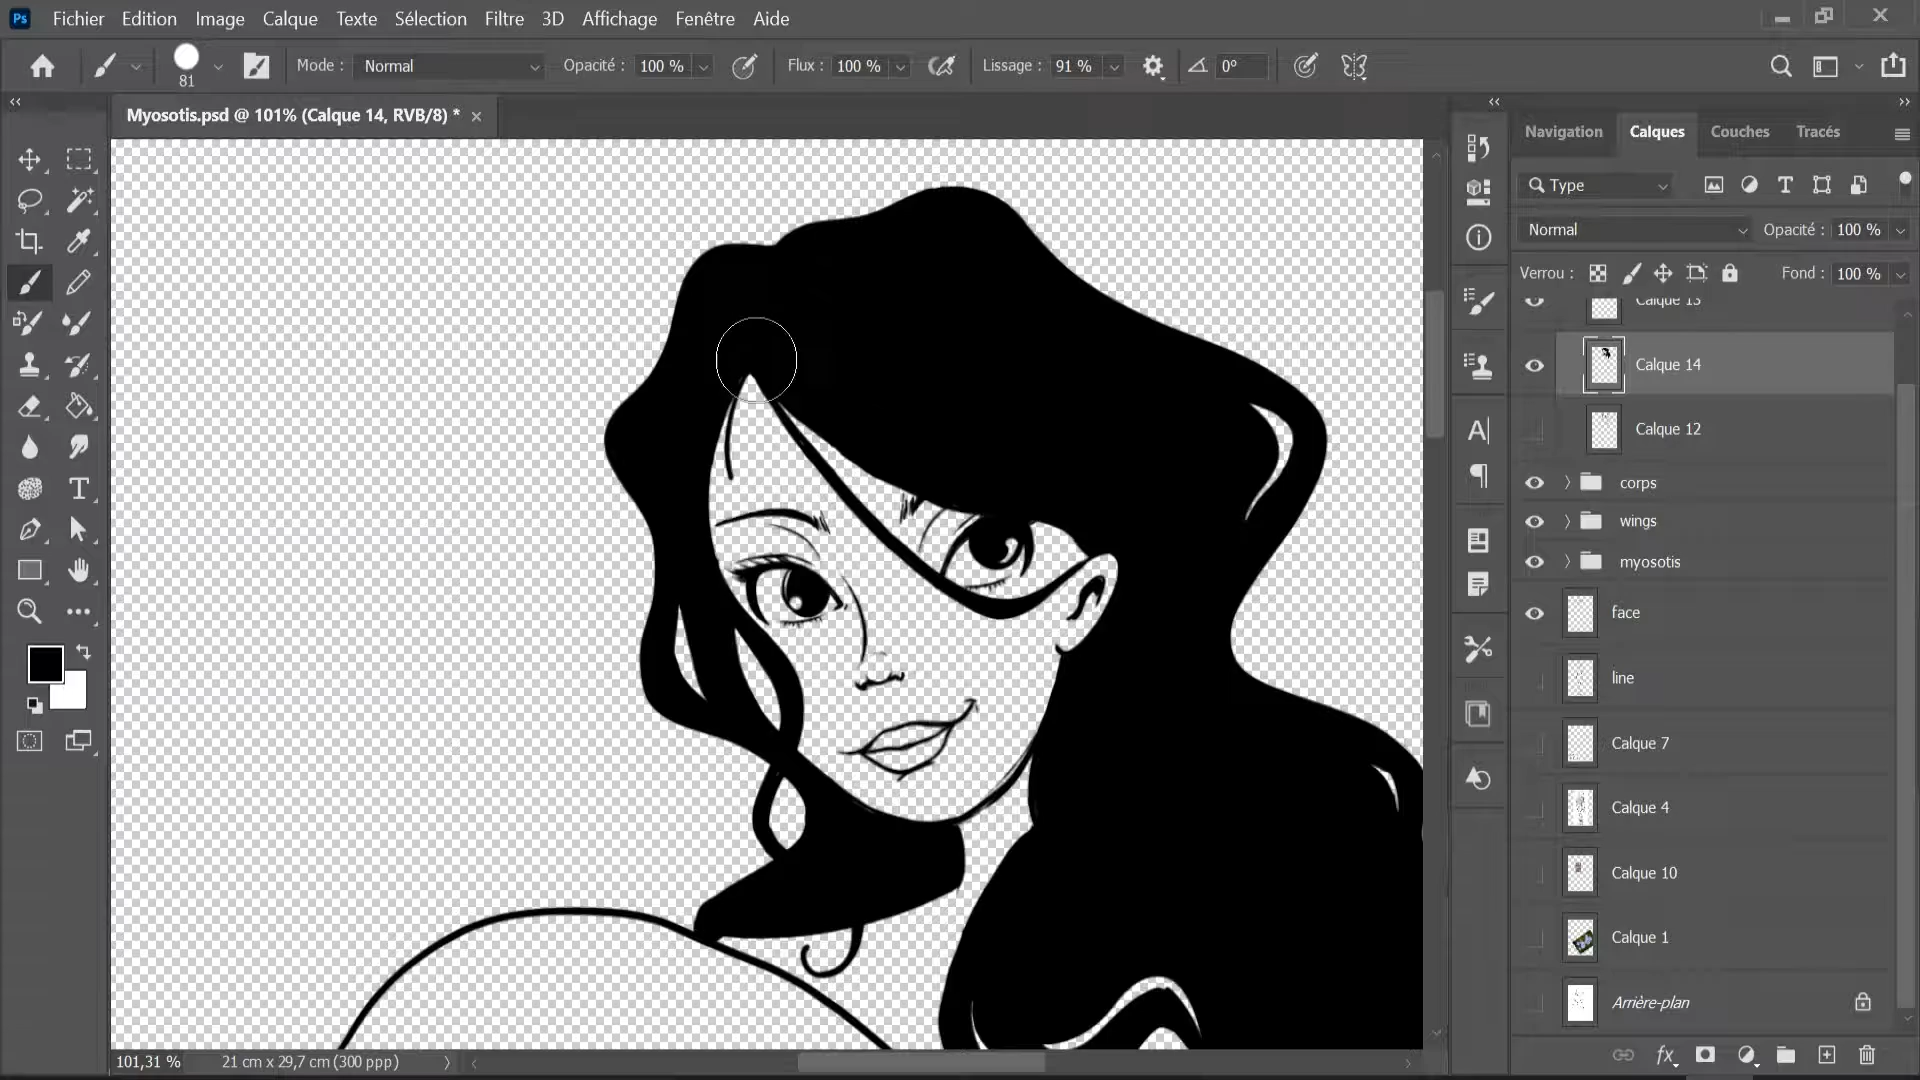 Ps Fichier Edition Image Calque Texte Sélection Filtre 3D Affichage Fenêtre Aide
81 Mode : Normal Opacité : 100 % Flux : 100 % Lissage : 91 % 0°
Myosotis.psd @ 101% (Calque 14, RVB/8) *
Navigation Calques Couches Tracés
Type
Normal Opacité : 100 %
Verrou : Fond : 100 %
Calque 13
Calque 14
Calque 12
corps
wings
myosotis
face
line
Calque 7
Calque 4
Calque 10
Calque 1
Arrière-plan
fx
101,31 % 21 cm x 29,7 cm (300 ppp)